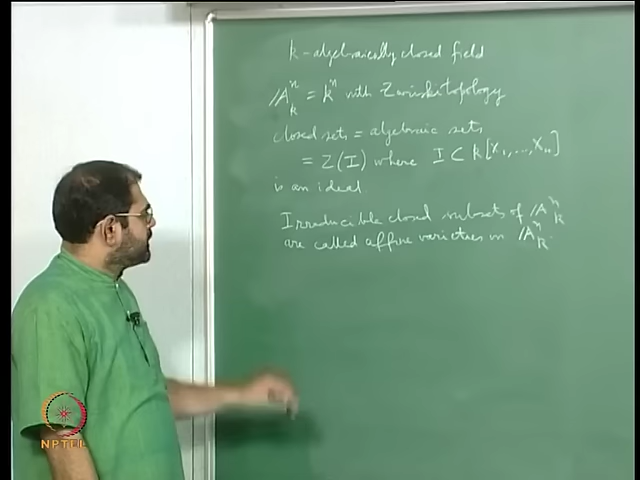 k - algebraically closed field
𝔸ⁿₖ = kⁿ with Zariski topology
closed sets = algebraic sets
= Z(I) where I ⊂ k[X₁,...,Xₙ]
is an ideal
Irreducible closed subsets of 𝔸ⁿₖ
are called affine varieties in 𝔸ⁿₖ.
NPTEL